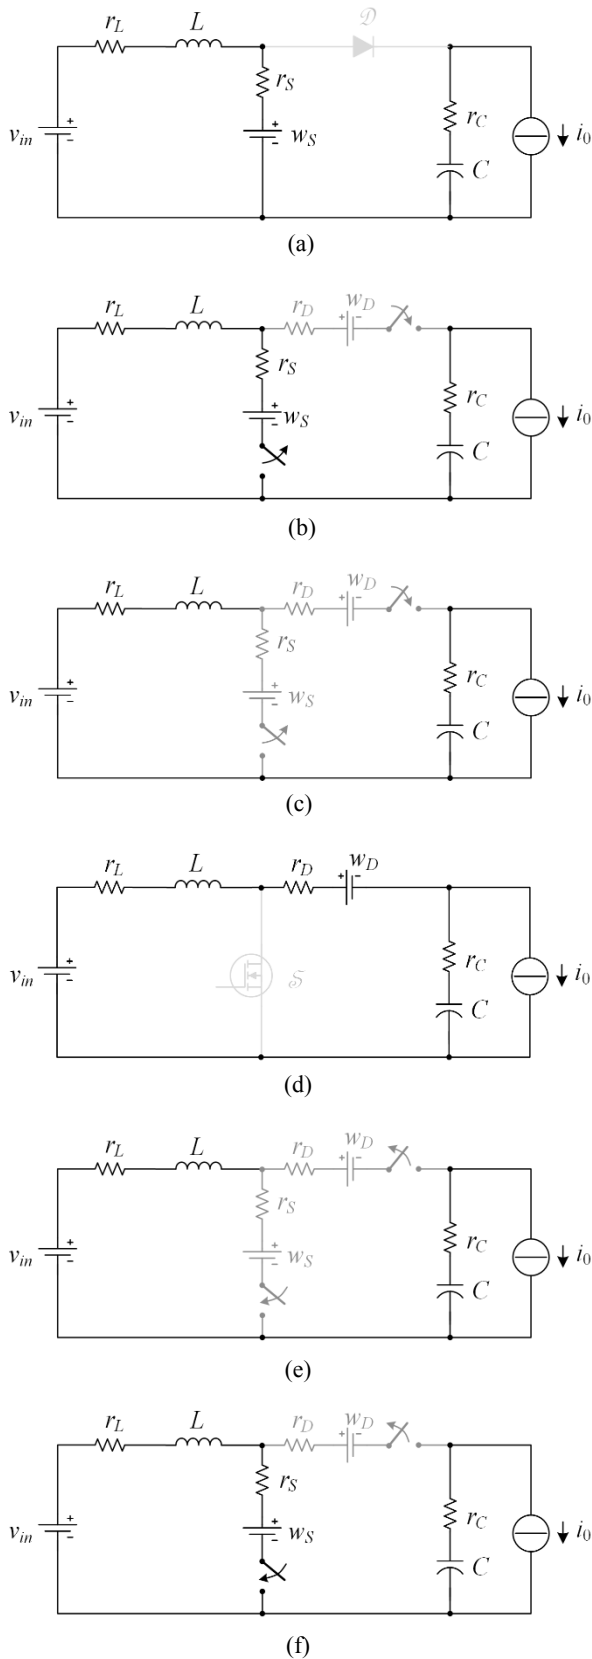 r_L L 𝒟
r_S
v_in + - + - w_S r_C C i_0
(a)
r_L L r_D w_D + -
r_S
v_in + - + - w_S r_C C i_0
(b)
r_L L r_D w_D + -
r_S
v_in + - + - w_S r_C C i_0
(c)
r_L L r_D w_D + -
v_in + - 𝒮 r_C C i_0
(d)
r_L L r_D w_D + -
r_S
v_in + - + - w_S r_C C i_0
(e)
r_L L r_D w_D + -
r_S
v_in + - + - w_S r_C C i_0
(f)